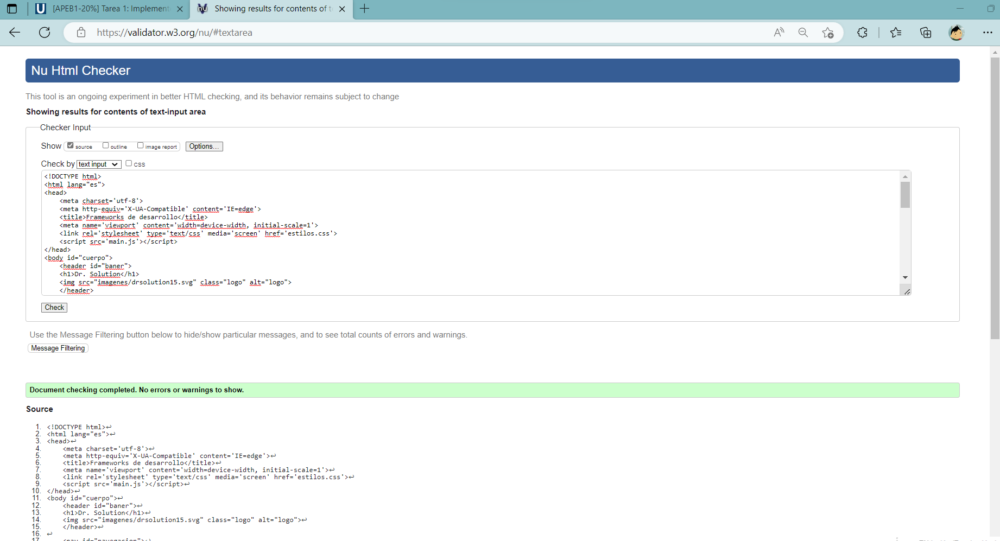 [APEB1-20%] Tarea 1: Implement
Showing results for contents of t
https://validator.w3.org/nu/#textarea
Nu Html Checker
This tool is an ongoing experiment in better HTML checking, and its behavior remains subject to change
Showing results for contents of text-input area
Checker Input
Show source outline image report Options...
Check by text input css
<!DOCTYPE html>
<html lang="es">
<head>
    <meta charset='utf-8'>
    <meta http-equiv='X-UA-Compatible' content='IE=edge'>
    <title>Frameworks de desarrollo</title>
    <meta name='viewport' content='width=device-width, initial-scale=1'>
    <link rel='stylesheet' type='text/css' media='screen' href='estilos.css'>
    <script src='main.js'></script>
</head>
<body id="cuerpo">
    <header id="baner">
    <h1>Dr. Solution</h1>
    <img src="imagenes/drsolution15.svg" class="logo" alt="logo">
    </header>
Check
Use the Message Filtering button below to hide/show particular messages, and to see total counts of errors and warnings.
Message Filtering
Document checking completed. No errors or warnings to show.
Source
1. <!DOCTYPE html>↩
2. <html lang="es">↩
3. <head>↩
4.     <meta charset='utf-8'>↩
5.     <meta http-equiv='X-UA-Compatible' content='IE=edge'>↩
6.     <title>Frameworks de desarrollo</title>↩
7.     <meta name='viewport' content='width=device-width, initial-scale=1'>↩
8.     <link rel='stylesheet' type='text/css' media='screen' href='estilos.css'>↩
9.     <script src='main.js'></script>↩
10. </head>↩
11. <body id="cuerpo">↩
12.     <header id="baner">↩
13.     <h1>Dr. Solution</h1>↩
14.     <img src="imagenes/drsolution15.svg" class="logo" alt="logo">↩
15.     </header>↩
16. ↩
17.     <nav id="navegacion">↩